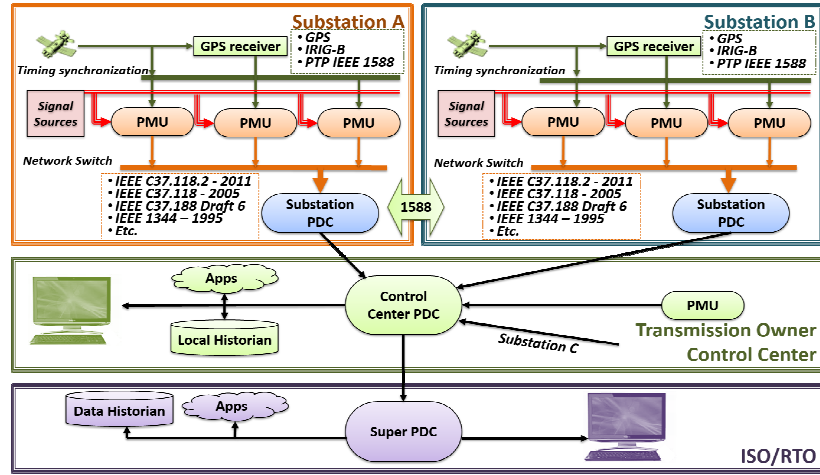 Substation A
GPS receiver
• GPS
• IRIG-B
• PTP IEEE 1588
Timing synchronization
Signal
Sources
PMU
PMU
PMU
Network Switch
• IEEE C37.118.2 - 2011
• IEEE C37.118 - 2005
• IEEE C37.188 Draft 6
• IEEE 1344 – 1995
• Etc.
Substation
PDC
1588
Substation B
GPS receiver
• GPS
• IRIG-B
• PTP IEEE 1588
Timing synchronization
Signal
Sources
PMU
PMU
PMU
Network Switch
• IEEE C37.118.2 - 2011
• IEEE C37.118 - 2005
• IEEE C37.188 Draft 6
• IEEE 1344 – 1995
• Etc.
Substation
PDC
Apps
Local Historian
Control
Center PDC
PMU
Substation C
Transmission Owner
Control Center
Data Historian
Apps
Super PDC
ISO/RTO